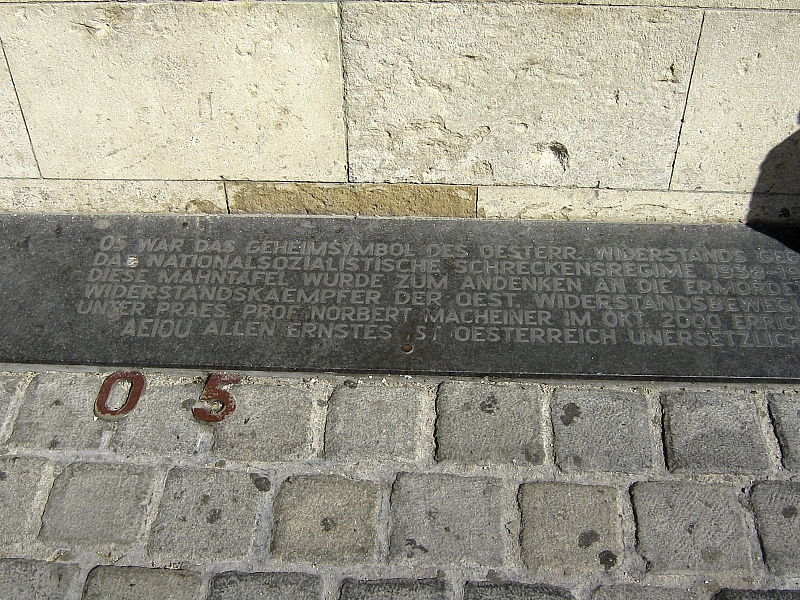 O5 WAR DAS GEHEIMSYMBOL DES OESTERR. WIDERSTANDS GEG
DAS NATIONALSOZIALISTISCHE SCHRECKENSREGIME 1938-19
DIESE MAHNTAFEL WURDE ZUM ANDENKEN AN DIE ERMORDE
WIDERSTANDSKAEMPFER DER OEST. WIDERSTANDSBEWEG
UNTER PRAES. PROF. NORBERT MACHEINER IM OKT. 2000 ERRIC
AEIOU ALLEN ERNSTES IST OESTERREICH UNERSETZLICH
05